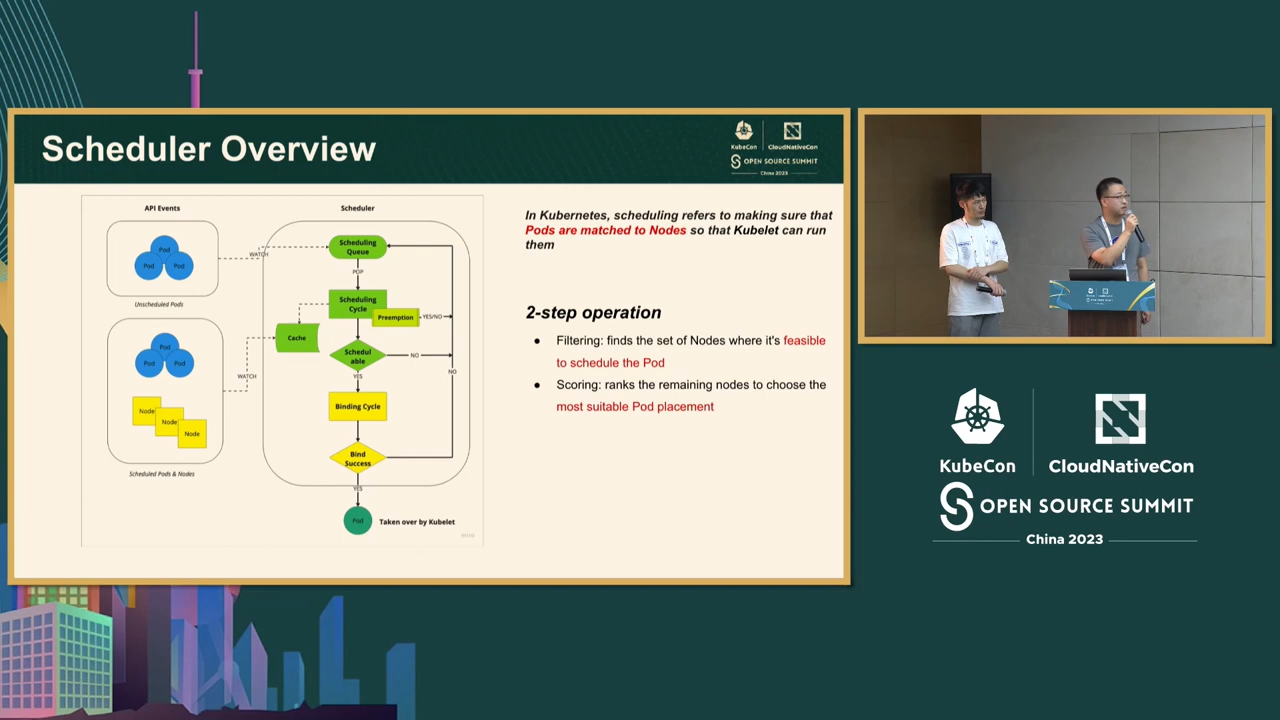 Scheduler Overview
KubeCon
CloudNativeCon
OPEN SOURCE SUMMIT
China 2023
API Events
Scheduler
Pod
Pod
Pod
Unscheduled Pods
WATCH
Scheduling
Queue
POP
Scheduling
Cycle
Preemption
YES/NO
Cache
Schedul
able
NO
YES
NO
Pod
Pod
Pod
WATCH
Node
Node
Node
Scheduled Pods & Nodes
Binding Cycle
Bind
Success
YES
Pod
Taken over by Kubelet
miro
In Kubernetes, scheduling refers to making sure that
Pods are matched to Nodes so that Kubelet can run
them
2-step operation
● Filtering: finds the set of Nodes where it's feasible
to schedule the Pod
● Scoring: ranks the remaining nodes to choose the
most suitable Pod placement
KubeCon
CloudNativeCon
OPEN SOURCE SUMMIT
China 2023